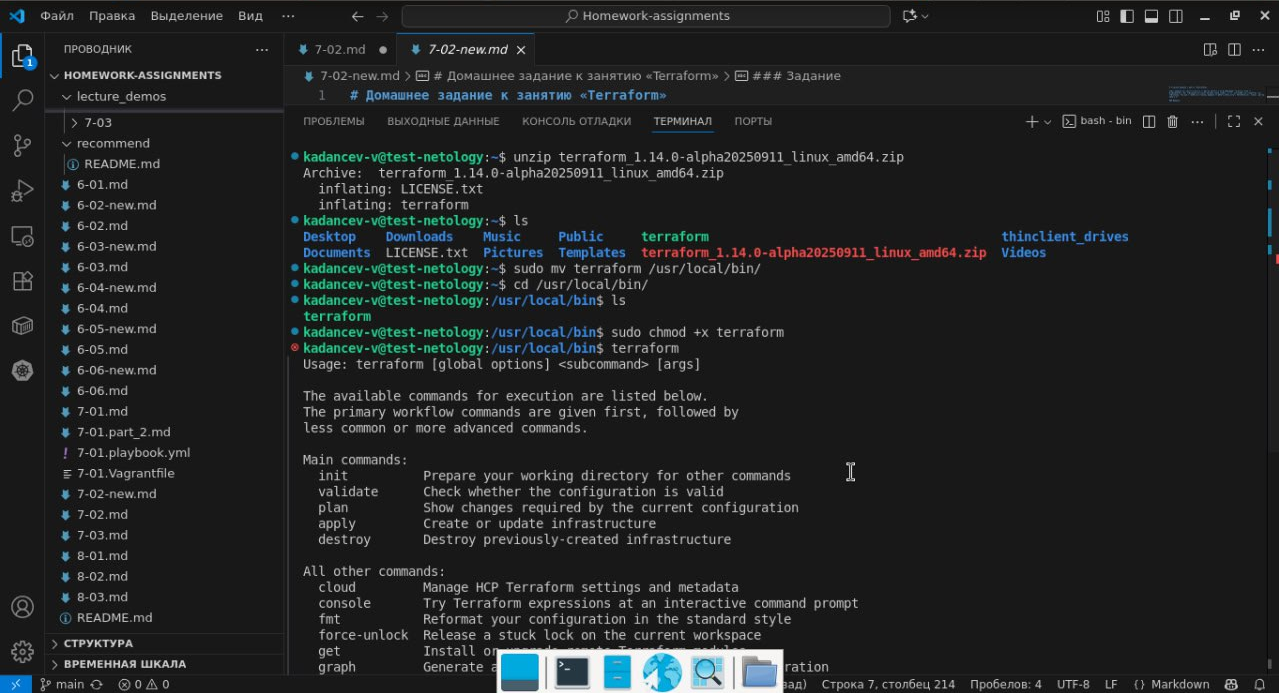 Файл Правка Выделение Вид ··· Homework-assignments
ПРОВОДНИК ···
7-02.md 7-02-new.md
HOMEWORK-ASSIGNMENTS
lecture_demos
7-03
recommend
README.md
6-01.md
6-02-new.md
6-02.md
6-03-new.md
6-03.md
6-04-new.md
6-04.md
6-05-new.md
6-05.md
6-06-new.md
6-06.md
7-01.md
7-01.part_2.md
7-01.playbook.yml
7-01.Vagrantfile
7-02-new.md
7-02.md
7-03.md
8-01.md
8-02.md
8-03.md
README.md
СТРУКТУРА
ВРЕМЕННАЯ ШКАЛА
7-02-new.md > # Домашнее задание к занятию «Terraform» > ### Задание
1 # Домашнее задание к занятию «Terraform»
ПРОБЛЕМЫ ВЫХОДНЫЕ ДАННЫЕ КОНСОЛЬ ОТЛАДКИ ТЕРМИНАЛ ПОРТЫ bash - bin
kadancev-v@test-netology:~$ unzip terraform_1.14.0-alpha20250911_linux_amd64.zip
Archive:  terraform_1.14.0-alpha20250911_linux_amd64.zip
inflating: LICENSE.txt
inflating: terraform
kadancev-v@test-netology:~$ ls
Desktop Downloads Music Public terraform thinclient_drives
Documents LICENSE.txt Pictures Templates terraform_1.14.0-alpha20250911_linux_amd64.zip Videos
kadancev-v@test-netology:~$ sudo mv terraform /usr/local/bin/
kadancev-v@test-netology:~$ cd /usr/local/bin/
kadancev-v@test-netology:/usr/local/bin$ ls
terraform
kadancev-v@test-netology:/usr/local/bin$ sudo chmod +x terraform
kadancev-v@test-netology:/usr/local/bin$ terraform
Usage: terraform [global options] <subcommand> [args]
The available commands for execution are listed below.
The primary workflow commands are given first, followed by
less common or more advanced commands.
Main commands:
init Prepare your working directory for other commands
validate Check whether the configuration is valid
plan Show changes required by the current configuration
apply Create or update infrastructure
destroy Destroy previously-created infrastructure
All other commands:
cloud Manage HCP Terraform settings and metadata
console Try Terraform expressions at an interactive command prompt
fmt Reformat your configuration in the standard style
force-unlock Release a stuck lock on the current workspace
get Install or
graph Generate
main 0 0 Строка 7, столбец 214 Пробелов: 4 UTF-8 LF {} Markdown